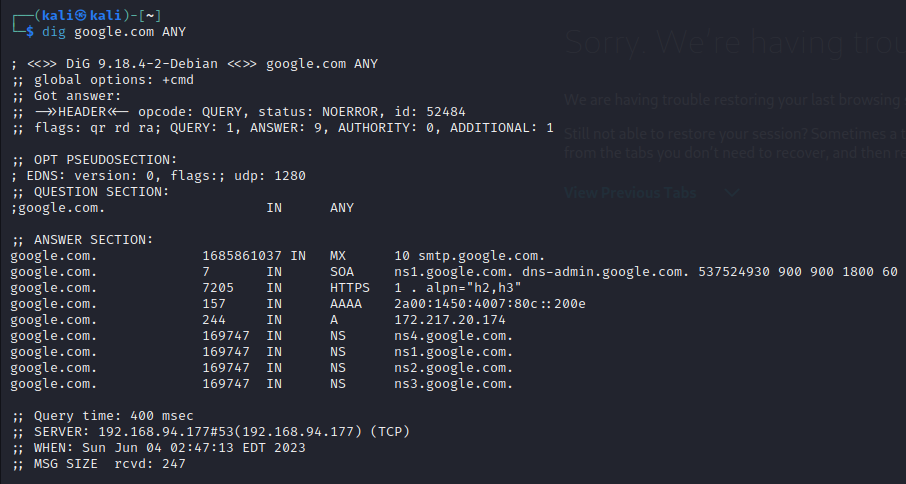 ┌──(kali㉿kali)-[~]
└─$ dig google.com ANY

; <<>> DiG 9.18.4-2-Debian <<>> google.com ANY
;; global options: +cmd
;; Got answer:
;; ->>HEADER<<- opcode: QUERY, status: NOERROR, id: 52484
;; flags: qr rd ra; QUERY: 1, ANSWER: 9, AUTHORITY: 0, ADDITIONAL: 1

;; OPT PSEUDOSECTION:
; EDNS: version: 0, flags:; udp: 1280
;; QUESTION SECTION:
;google.com. IN ANY

;; ANSWER SECTION:
google.com. 1685861037 IN MX 10 smtp.google.com.
google.com. 7 IN SOA ns1.google.com. dns-admin.google.com. 537524930 900 900 1800 60
google.com. 7205 IN HTTPS 1 . alpn="h2,h3"
google.com. 157 IN AAAA 2a00:1450:4007:80c::200e
google.com. 244 IN A 172.217.20.174
google.com. 169747 IN NS ns4.google.com.
google.com. 169747 IN NS ns1.google.com.
google.com. 169747 IN NS ns2.google.com.
google.com. 169747 IN NS ns3.google.com.

;; Query time: 400 msec
;; SERVER: 192.168.94.177#53(192.168.94.177) (TCP)
;; WHEN: Sun Jun 04 02:47:13 EDT 2023
;; MSG SIZE rcvd: 247

Sorry. We're having trou
We are having trouble restoring your last browsing
Still not able to restore your session? Sometimes a t
from the tabs you don't need to recover, and then re
View Previous Tabs